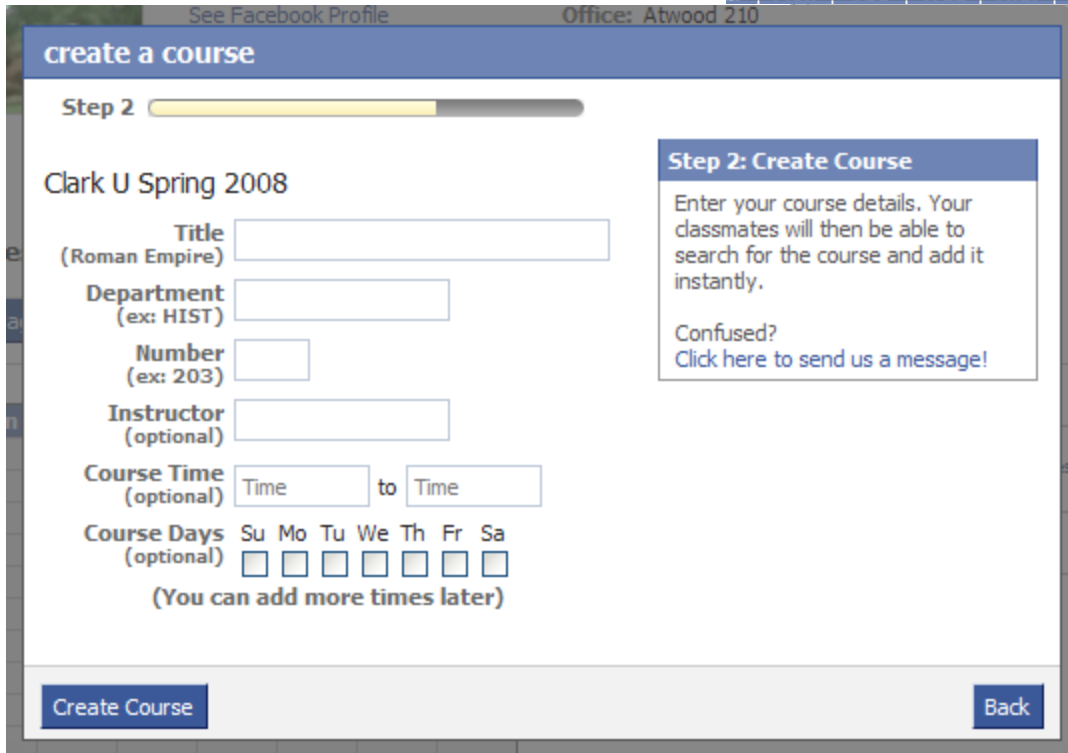 See Facebook Profile Office: Atwood 210
create a course
Step 2
Clark U Spring 2008
Title
(Roman Empire)
Department
(ex: HIST)
Number
(ex: 203)
Instructor
(optional)
Course Time Time to Time
(optional)
Course Days Su Mo Tu We Th Fr Sa
(optional)
(You can add more times later)
Step 2: Create Course
Enter your course details. Your
classmates will then be able to
search for the course and add it
instantly.
Confused?
Click here to send us a message!
Create Course Back